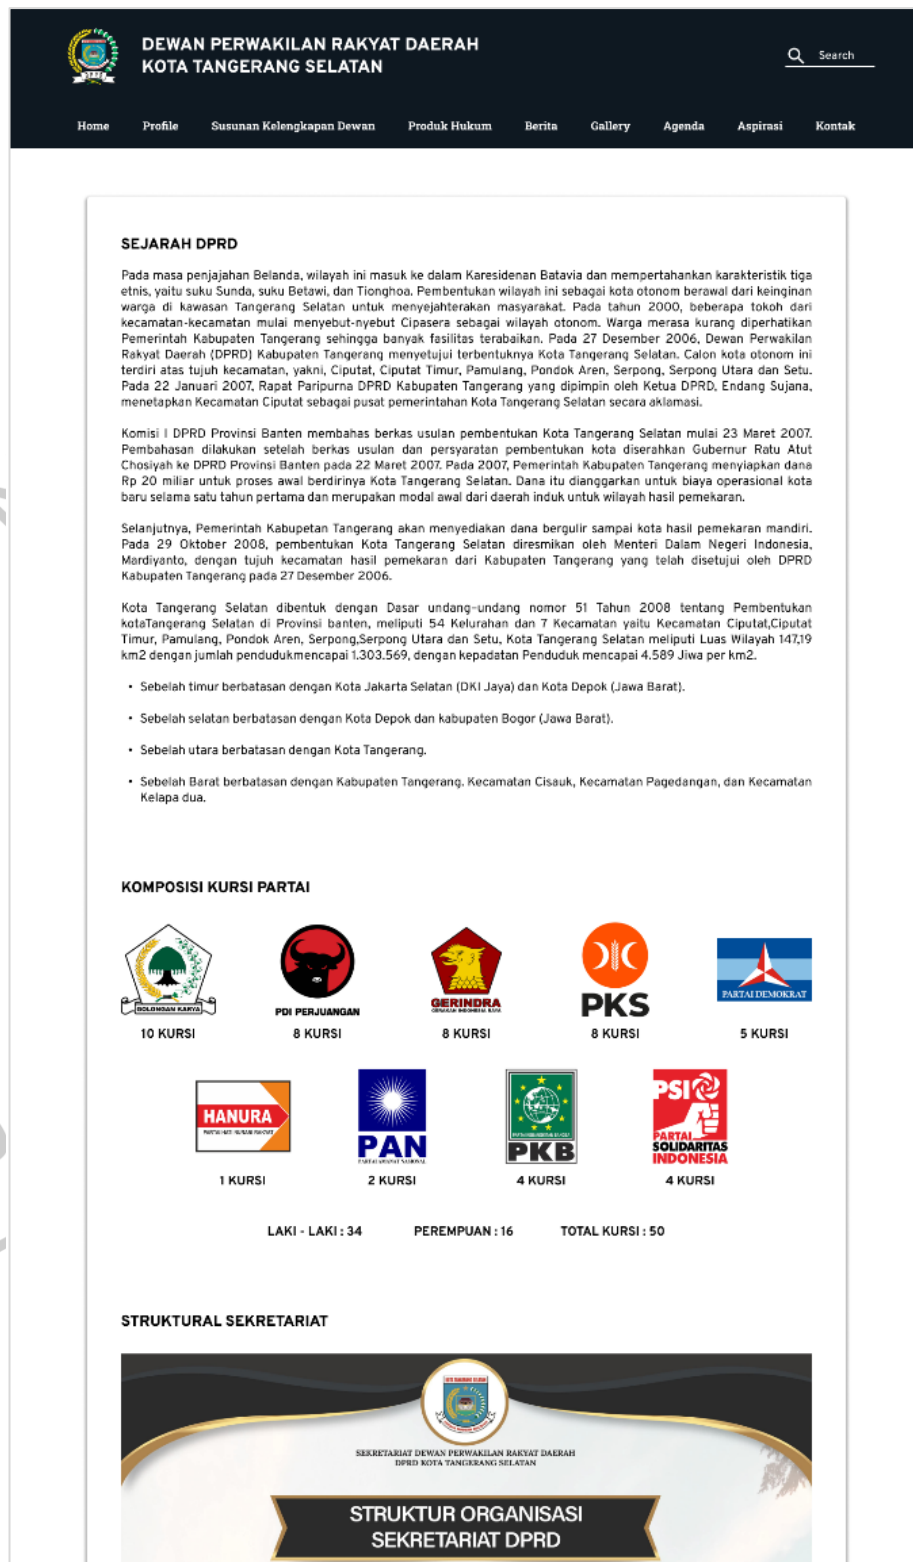 DEWAN PERWAKILAN RAKYAT DAERAH
KOTA TANGERANG SELATAN
Search
Home Profile Susunan Kelengkapan Dewan Produk Hukum Berita Gallery Agenda Aspirasi Kontak
SEJARAH DPRD
Pada masa penjajahan Belanda, wilayah ini masuk ke dalam Karesidenan Batavia dan mempertahankan karakteristik tiga
etnis, yaitu suku Sunda, suku Betawi, dan Tionghoa. Pembentukan wilayah ini sebagai kota otonom berawal dari keinginan
warga di kawasan Tangerang Selatan untuk menyejahterakan masyarakat. Pada tahun 2000, beberapa tokoh dari
kecamatan-kecamatan mulai menyebut-nyebut Cipasera sebagai wilayah otonom. Warga merasa kurang diperhatikan
Pemerintah Kabupaten Tangerang sehingga banyak fasilitas terabaikan. Pada 27 Desember 2006, Dewan Perwakilan
Rakyat Daerah (DPRD) Kabupaten Tangerang menyetujui terbentuknya Kota Tangerang Selatan. Calon kota otonom ini
terdiri atas tujuh kecamatan, yakni, Ciputat, Ciputat Timur, Pamulang, Pondok Aren, Serpong, Serpong Utara dan Setu.
Pada 22 Januari 2007, Rapat Paripurna DPRD Kabupaten Tangerang yang dipimpin oleh Ketua DPRD, Endang Sujana,
menetapkan Kecamatan Ciputat sebagai pusat pemerintahan Kota Tangerang Selatan secara aklamasi.
Komisi I DPRD Provinsi Banten membahas berkas usulan pembentukan Kota Tangerang Selatan mulai 23 Maret 2007.
Pembahasan dilakukan setelah berkas usulan dan persyaratan pembentukan kota diserahkan Gubernur Ratu Atut
Chosiyah ke DPRD Provinsi Banten pada 22 Maret 2007. Pada 2007, Pemerintah Kabupaten Tangerang menyiapkan dana
Rp 20 miliar untuk proses awal berdirinya Kota Tangerang Selatan. Dana itu dianggarkan untuk biaya operasional kota
baru selama satu tahun pertama dan merupakan modal awal dari daerah induk untuk wilayah hasil pemekaran.
Selanjutnya, Pemerintah Kabupetan Tangerang akan menyediakan dana bergulir sampai kota hasil pemekaran mandiri.
Pada 29 Oktober 2008, pembentukan Kota Tangerang Selatan diresmikan oleh Menteri Dalam Negeri Indonesia,
Mardiyanto, dengan tujuh kecamatan hasil pemekaran dari Kabupaten Tangerang yang telah disetujui oleh DPRD
Kabupaten Tangerang pada 27 Desember 2006.
Kota Tangerang Selatan dibentuk dengan Dasar undang-undang nomor 51 Tahun 2008 tentang Pembentukan
kotaTangerang Selatan di Provinsi banten, meliputi 54 Kelurahan dan 7 Kecamatan yaitu Kecamatan Ciputat,Ciputat
Timur, Pamulang, Pondok Aren, Serpong,Serpong Utara dan Setu, Kota Tangerang Selatan meliputi Luas Wilayah 147,19
km2 dengan jumlah pendudukmencapai 1.303.569, dengan kepadatan Penduduk mencapai 4.589 Jiwa per km2.
• Sebelah timur berbatasan dengan Kota Jakarta Selatan (DKI Jaya) dan Kota Depok (Jawa Barat).
• Sebelah selatan berbatasan dengan Kota Depok dan kabupaten Bogor (Jawa Barat).
• Sebelah utara berbatasan dengan Kota Tangerang.
• Sebelah Barat berbatasan dengan Kabupaten Tangerang. Kecamatan Cisauk, Kecamatan Pagedangan, dan Kecamatan
Kelapa dua.
KOMPOSISI KURSI PARTAI
GOLONGAN KARYA
PDI PERJUANGAN
GERINDRA
GERAKAN INDONESIA RAYA
PKS
PARTAI DEMOKRAT
10 KURSI 8 KURSI 8 KURSI 8 KURSI 5 KURSI
HANURA
PARTAI HATI NURANI RAKYAT
PAN
PARTAI AMANAT NASIONAL
PKB
PSI
PARTAI
SOLIDARITAS
INDONESIA
1 KURSI 2 KURSI 4 KURSI 4 KURSI
LAKI - LAKI : 34 PEREMPUAN : 16 TOTAL KURSI : 50
STRUKTURAL SEKRETARIAT
SEKRETARIAT DEWAN PERWAKILAN RAKYAT DAERAH
DPRD KOTA TANGERANG SELATAN
STRUKTUR ORGANISASI
SEKRETARIAT DPRD